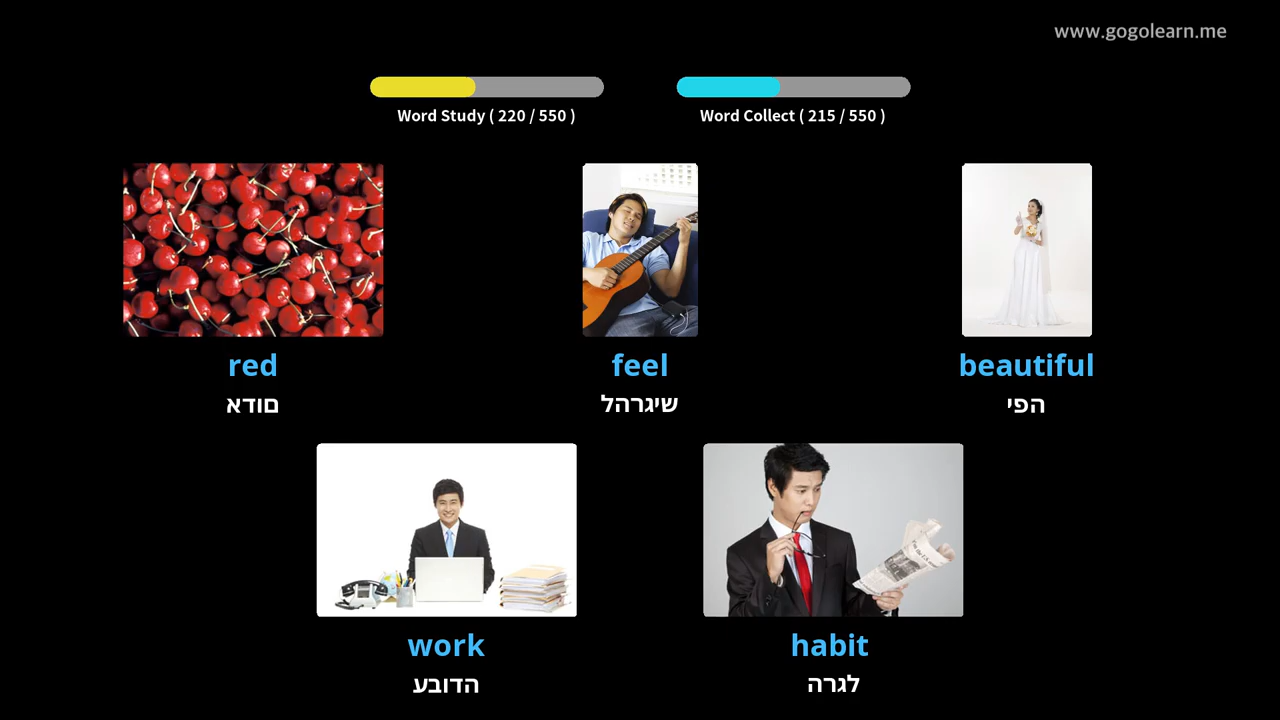 www.gogolearn.me
Word Study ( 220 / 550 )
Word Collect ( 215 / 550 )
red
םודא
feel
שיגרהל
beautiful
הפי
work
הדובע
habit
לגרה